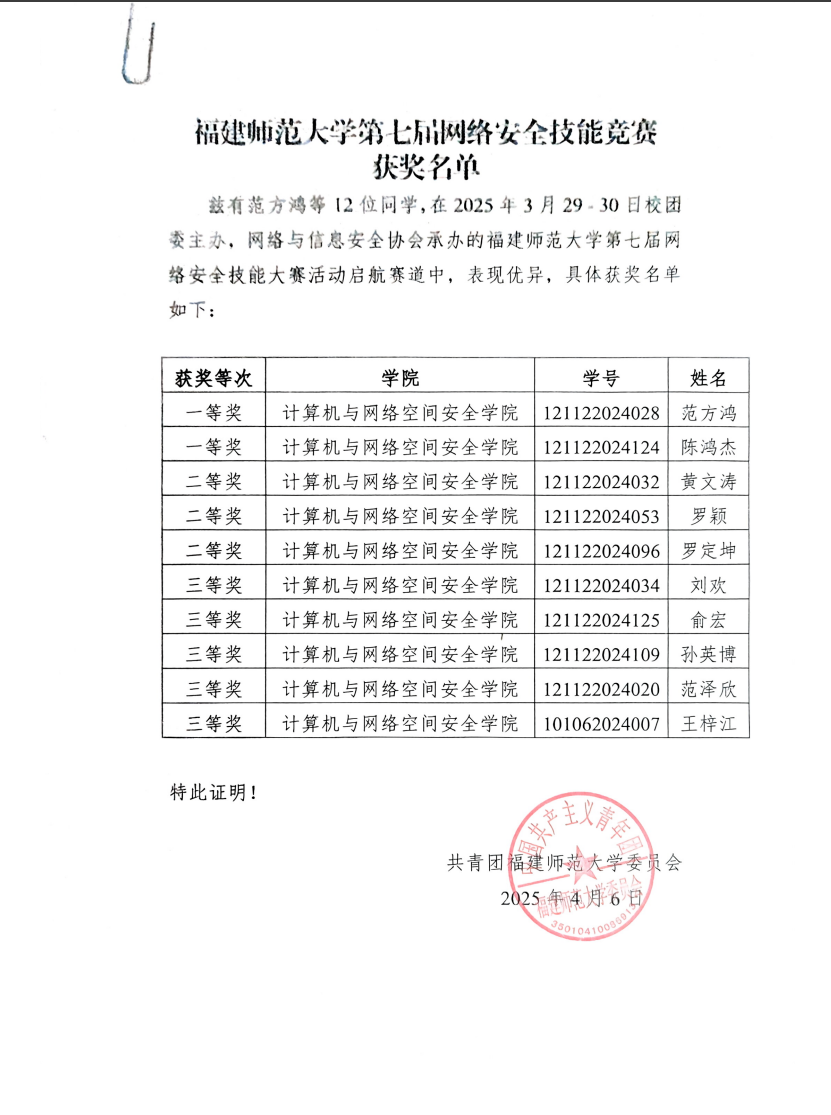 福建师范大学第七届网络安全技能竞赛
获奖名单
兹有范方鸿等12位同学,在2025年3月29-30日校团
委主办，网络与信息安全协会承办的福建师范大学第七届网
络安全技能大赛活动启航赛道中，表现优异，具体获奖名单
如下：
获奖等次 学院 学号 姓名
一等奖 计算机与网络空间安全学院 121122024028 范方鸿
一等奖 计算机与网络空间安全学院 121122024124 陈鸿杰
二等奖 计算机与网络空间安全学院 121122024032 黄文涛
二等奖 计算机与网络空间安全学院 121122024053 罗颖
二等奖 计算机与网络空间安全学院 121122024096 罗定坤
三等奖 计算机与网络空间安全学院 121122024034 刘欢
三等奖 计算机与网络空间安全学院 121122024125 俞宏
三等奖 计算机与网络空间安全学院 121122024109 孙英博
三等奖 计算机与网络空间安全学院 121122024020 范泽欣
三等奖 计算机与网络空间安全学院 101062024007 王梓江
特此证明！
共青团福建师范大学委员会
2025年4月6日
中国共产主义青年团
福建师范大学委员会